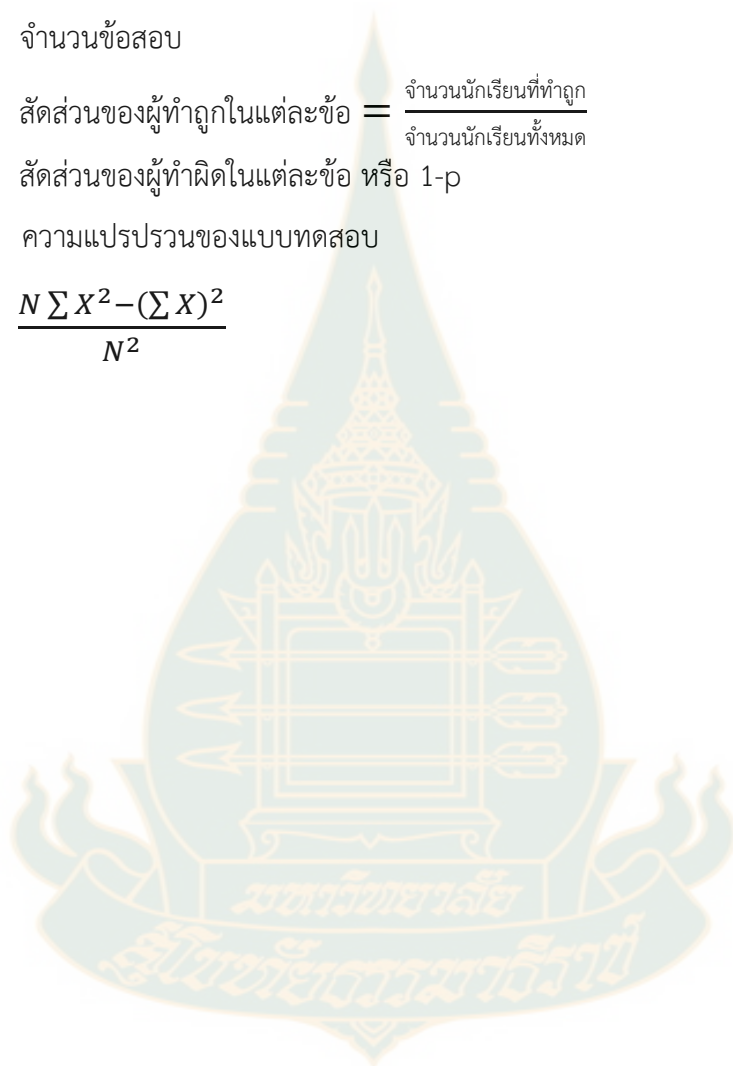 จำนวนข้อสอบ
สัดส่วนของผู้ทำถูกในแต่ละข้อ = จำนวนนักเรียนที่ทำถูก
จำนวนนักเรียนทั้งหมด
สัดส่วนของผู้ทำผิดในแต่ละข้อ หรือ 1-p
ความแปรปรวนของแบบทดสอบ
N ∑ X²−(∑ X)²
N²
มหาวิทยาลัย
สุโขทัยธรรมาธิราช